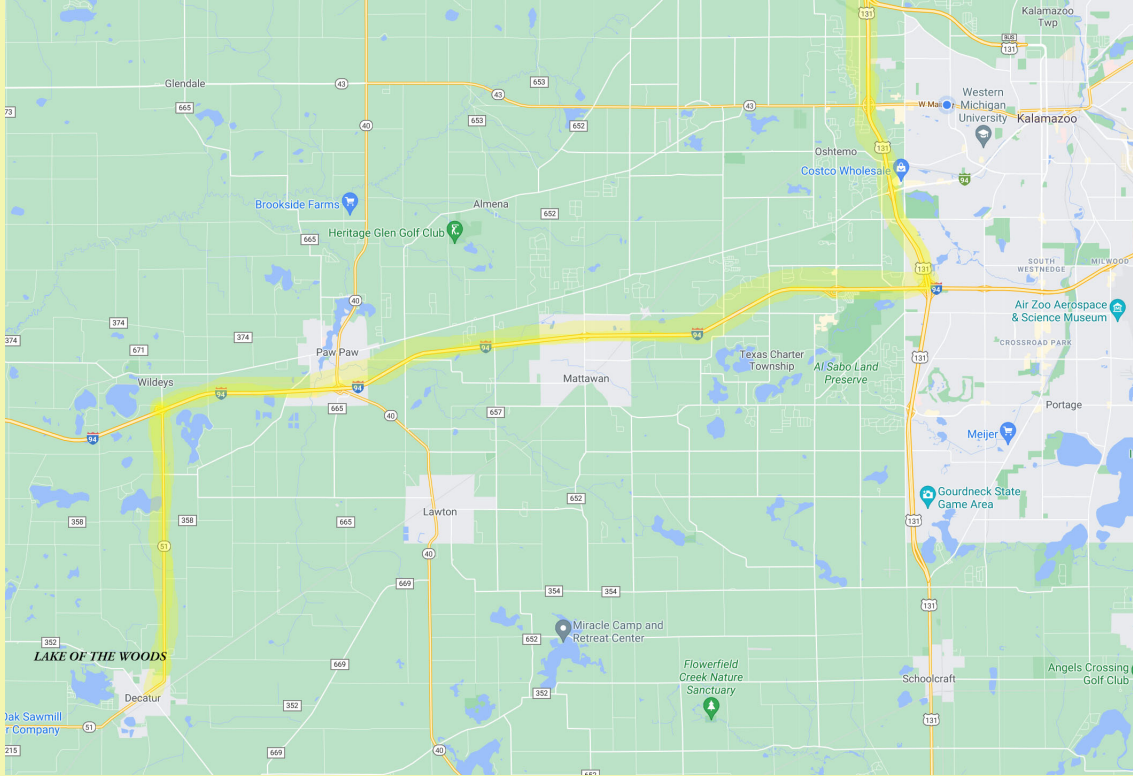 131
Kalamazoo
Twp
BUS
131
Glendale
43
653
665
43
Western
Michigan
University
73
W Main
43
Kalamazoo
653
652
40
131
Oshtemo
Costco Wholesale
94
Brookside Farms
Almena
652
Heritage Glen Golf Club
665
SOUTH
WESTNEDGE
MILWOOD
131
94
40
Air Zoo Aerospace
& Science Museum
374
374
374
94
94
CROSSROAD PARK
671
Paw Paw
Texas Charter
Township
131
Al Sabo Land
Preserve
Wildeys
Mattawan
94
94
Portage
665
40
657
94
Meijer
Gourdneck State
Game Area
652
Lawton
358
358
665
131
51
40
669
354
354
131
Miracle Camp and
Retreat Center
652
352
LAKE OF THE WOODS
669
Flowerfield
Creek Nature
Sanctuary
Angels Crossing
Golf Club
Schoolcraft
352
Decatur
352
Oak Sawmill
r Company
51
131
215
669
40
652